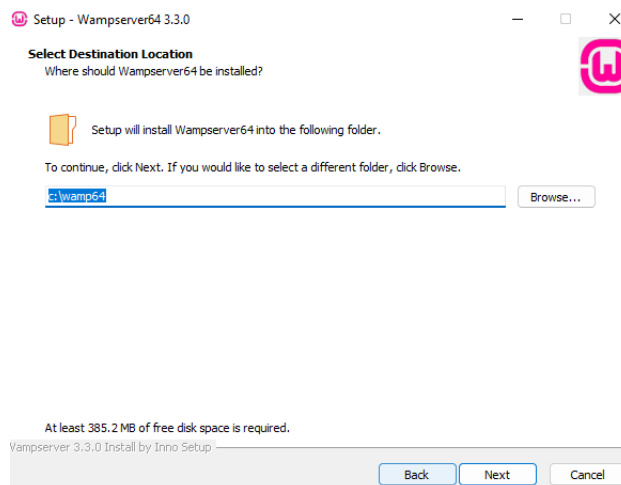 Setup - Wampserver64 3.3.0
Select Destination Location
Where should Wampserver64 be installed?
Setup will install Wampserver64 into the following folder.
To continue, click Next. If you would like to select a different folder, click Browse.
c:\wamp64
Browse...
At least 385.2 MB of free disk space is required.
Wampserver 3.3.0 Install by Inno Setup
Back
Next
Cancel